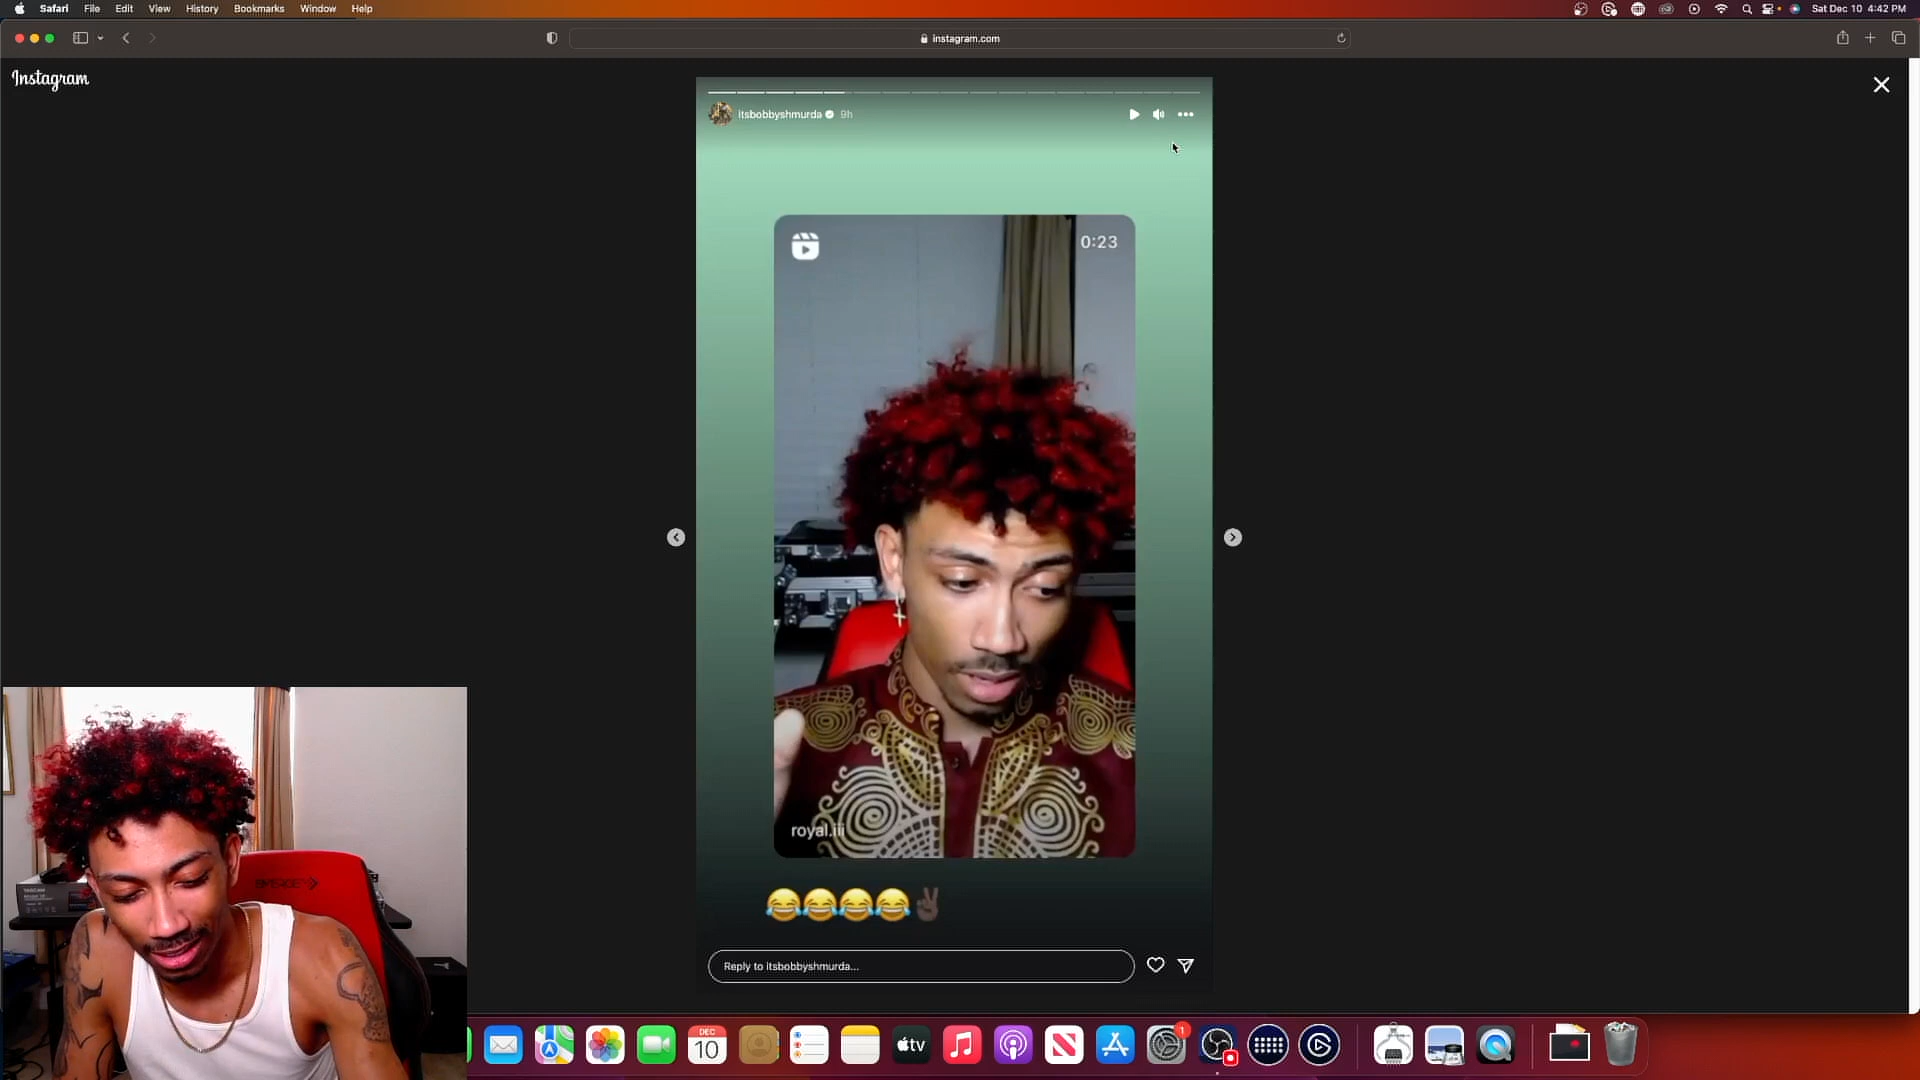 Safari File Edit View History Bookmarks Window Help
Sat Dec 10 4:42 PM
instagram.com
Instagram
itsbobbyshmurda 9h
0:23
royal.iii
😂😂😂😂✌🏿
Reply to itsbobbyshmurda...
DEC
10
tv
1